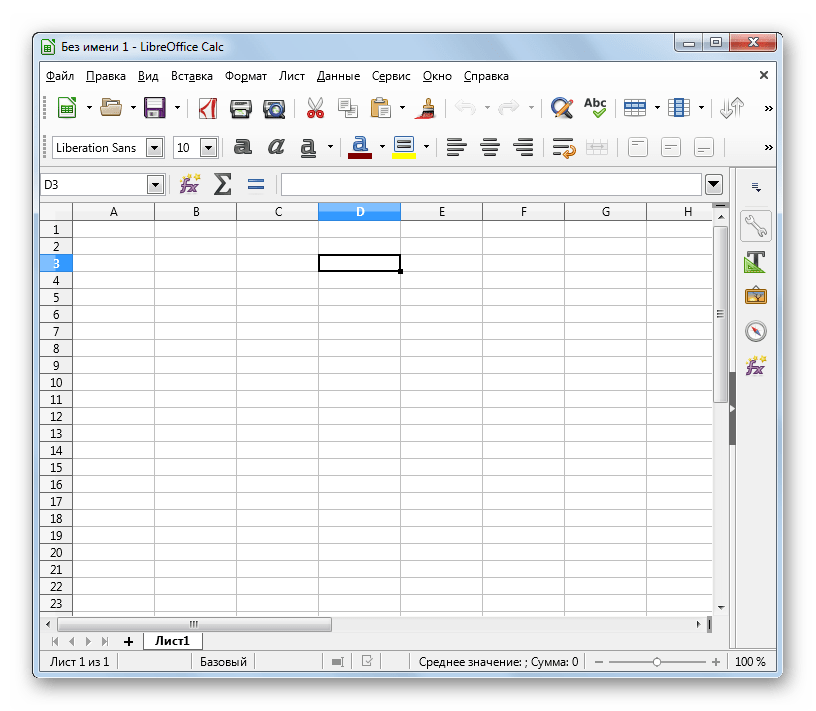 Без имени 1 - LibreOffice Calc
Файл Правка Вид Вставка Формат Лист Данные Сервис Окно Справка
Abc
Liberation Sans 10 a a a a
D3 fx Σ =
A B C D E F G H
1
2
3
4
5
6
7
8
9
10
11
12
13
14
15
16
17
18
19
20
21
22
23
Лист1
Лист 1 из 1 Базовый Среднее значение: ; Сумма: 0 100 %